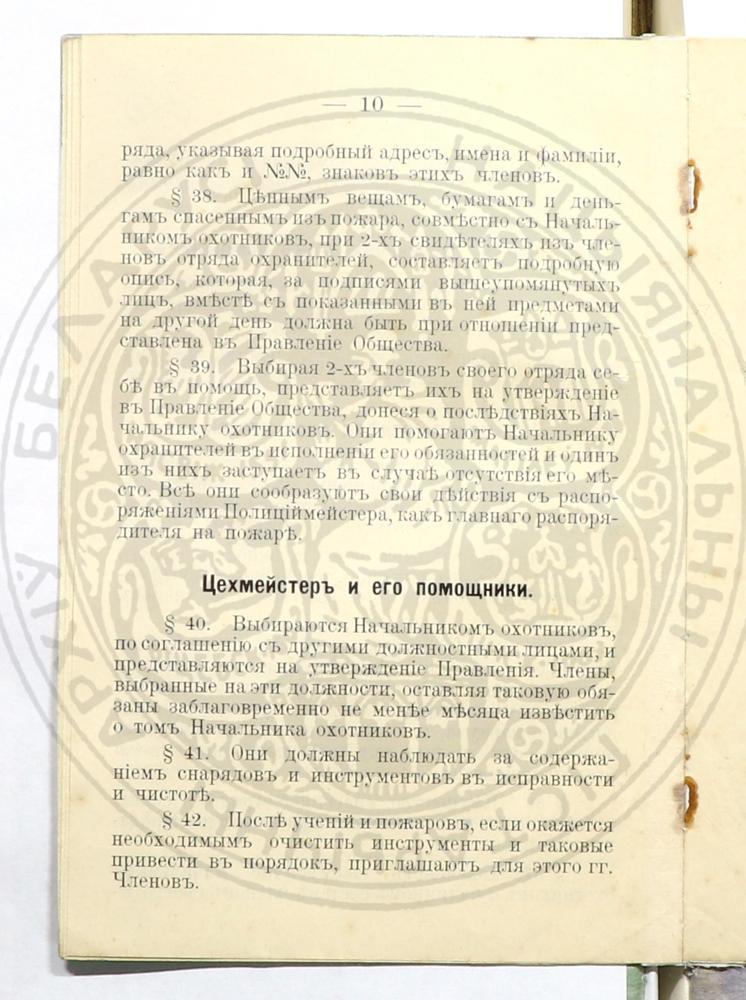 — 10 —
ряда, указывая подробный адресъ, имена и фамиліи,
равно какъ и №№, знаковъ этихъ членовъ.
§ 38. Цѣннымъ вещамъ, бумагамъ и день-
гамъ спасеннымъ изъ пожара, совмѣстно съ Началь-
никомъ охотниковъ, при 2-хъ свидѣтеляхъ изъ чле-
новъ отряда охранителей, составляетъ подробную
опись, которая, за подписями вышеупомянутыхъ
лицъ, вмѣстѣ съ показанными въ ней предметами
на другой день должна быть при отношеніи пред-
ставлена въ Правленіе Общества.
§ 39. Выбирая 2-хъ членовъ своего отряда се-
бѣ въ помощь, представляетъ ихъ на утвержденіе
въ Правленіе Общества, донеся о послѣдствіяхъ На-
чальнику охотниковъ. Они помогаютъ Начальнику
охранителей въ исполненіи его обязанностей и одинъ
изъ нихъ заступаетъ въ случаѣ отсутствія его мѣ-
сто. Всѣ они сообразуютъ свои дѣйствія съ распо-
ряженіями Полиціймейстера, какъ главнаго распоря-
дителя на пожарѣ.
Цехмейстеръ и его помощники.
§ 40. Выбираются Начальникомъ охотниковъ,
по соглашенію съ другими должностными лицами, и
представляются на утвержденіе Правленія. Члены,
выбранные на эти должности, оставляя таковую обя-
заны заблаговременно не менѣе мѣсяца извѣстить
о томъ Начальника охотниковъ.
§ 41. Они должны наблюдать за содержа-
ніемъ снарядовъ и инструментовъ въ исправности
и чистотѣ.
§ 42. Послѣ ученій и пожаровъ, если окажется
необходимымъ очистить инструменты и таковые
привести въ порядокъ, приглашаютъ для этого гг.
Членовъ.